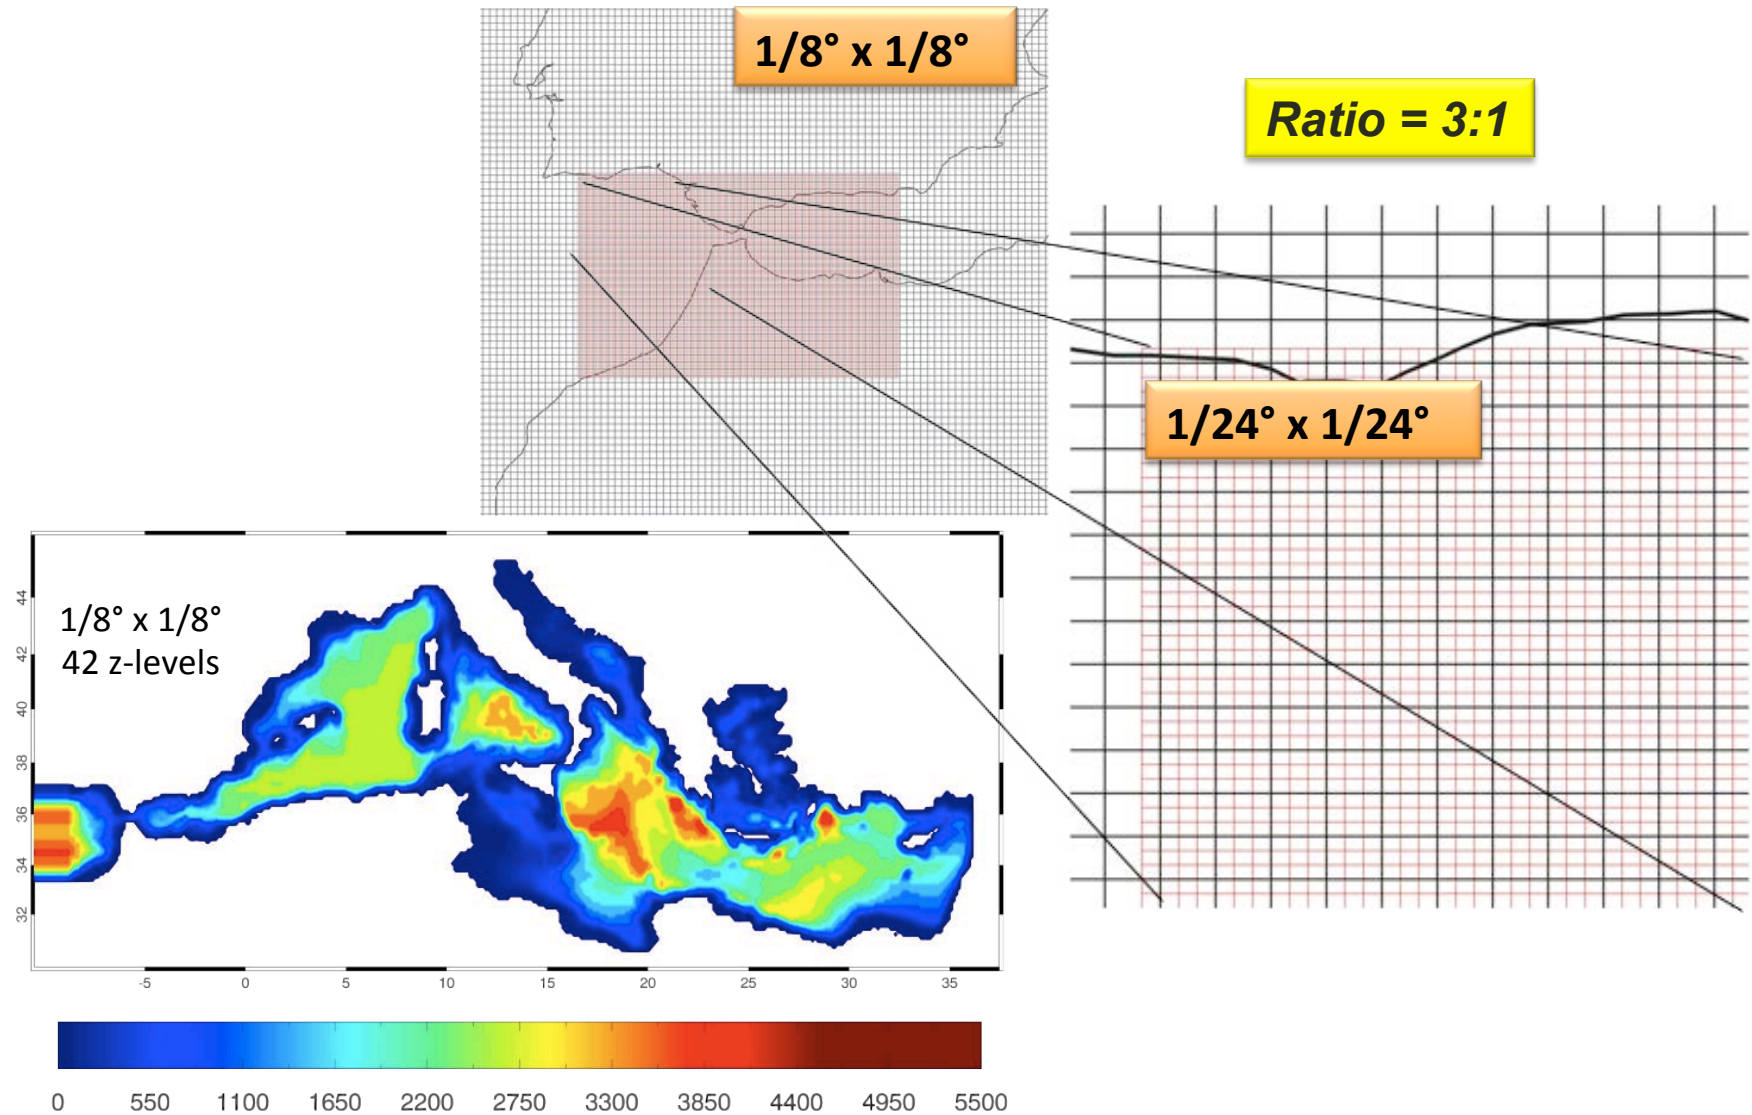 1/8° x 1/8°
Ratio = 3:1
1/24° x 1/24°
1/8° x 1/8°
42 z-levels
44
42
40
38
36
34
32
-5 0 5 10 15 20 25 30 35
0 550 1100 1650 2200 2750 3300 3850 4400 4950 5500